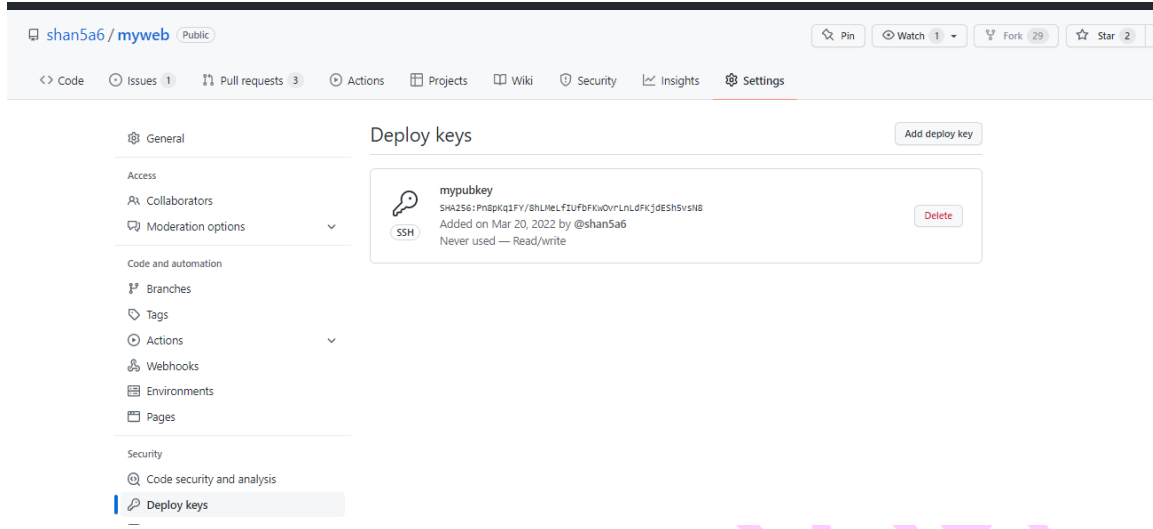 shan5a6 / myweb Public
Pin Watch 1 Fork 29 Star 2
<> Code Issues 1 Pull requests 3 Actions Projects Wiki Security Insights Settings
General
Access
Collaborators
Moderation options
Code and automation
Branches
Tags
Actions
Webhooks
Environments
Pages
Security
Code security and analysis
Deploy keys
Deploy keys
Add deploy key
mypubkey
SHA256:Pn8pKq1FY/8hLMeLfIUfbFKwOvrLnLdFKjdESh5vsN8
Added on Mar 20, 2022 by @shan5a6
Never used — Read/write
SSH
Delete